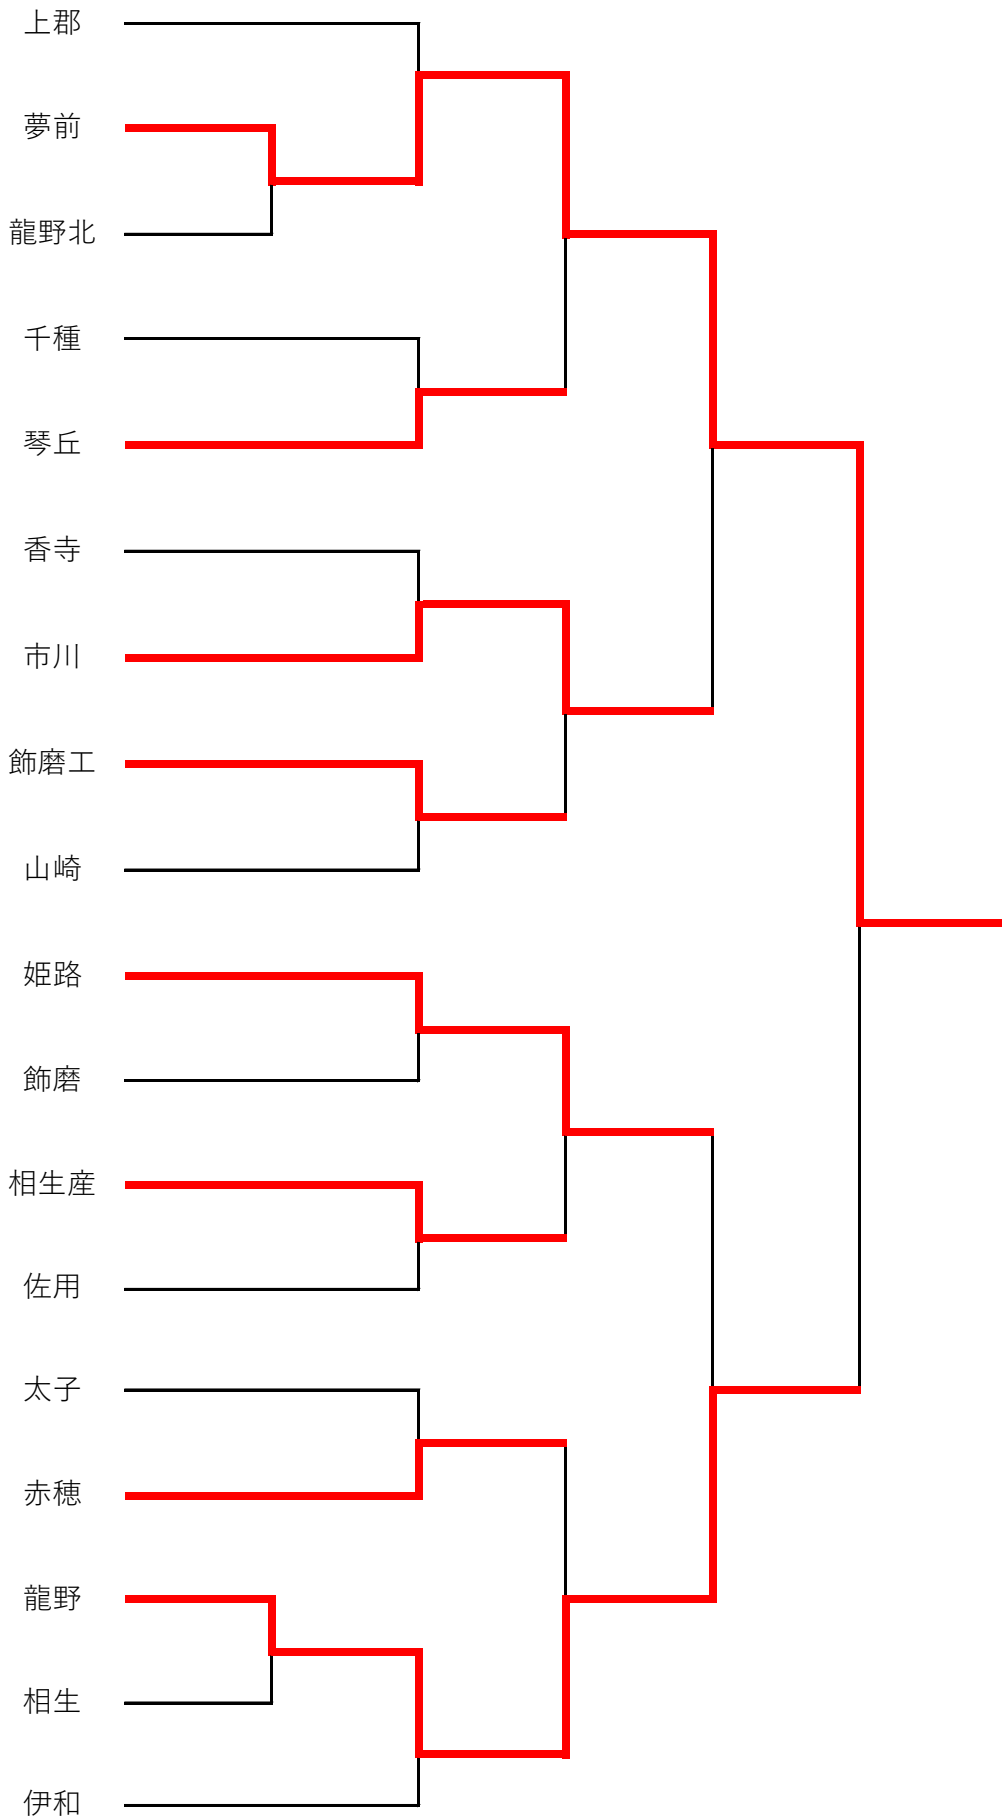 上郡
夢前
龍野北
千種
琴丘
香寺
市川
飾磨工
山崎
姫路
飾磨
相生産
佐用
太子
赤穂
龍野
相生
伊和